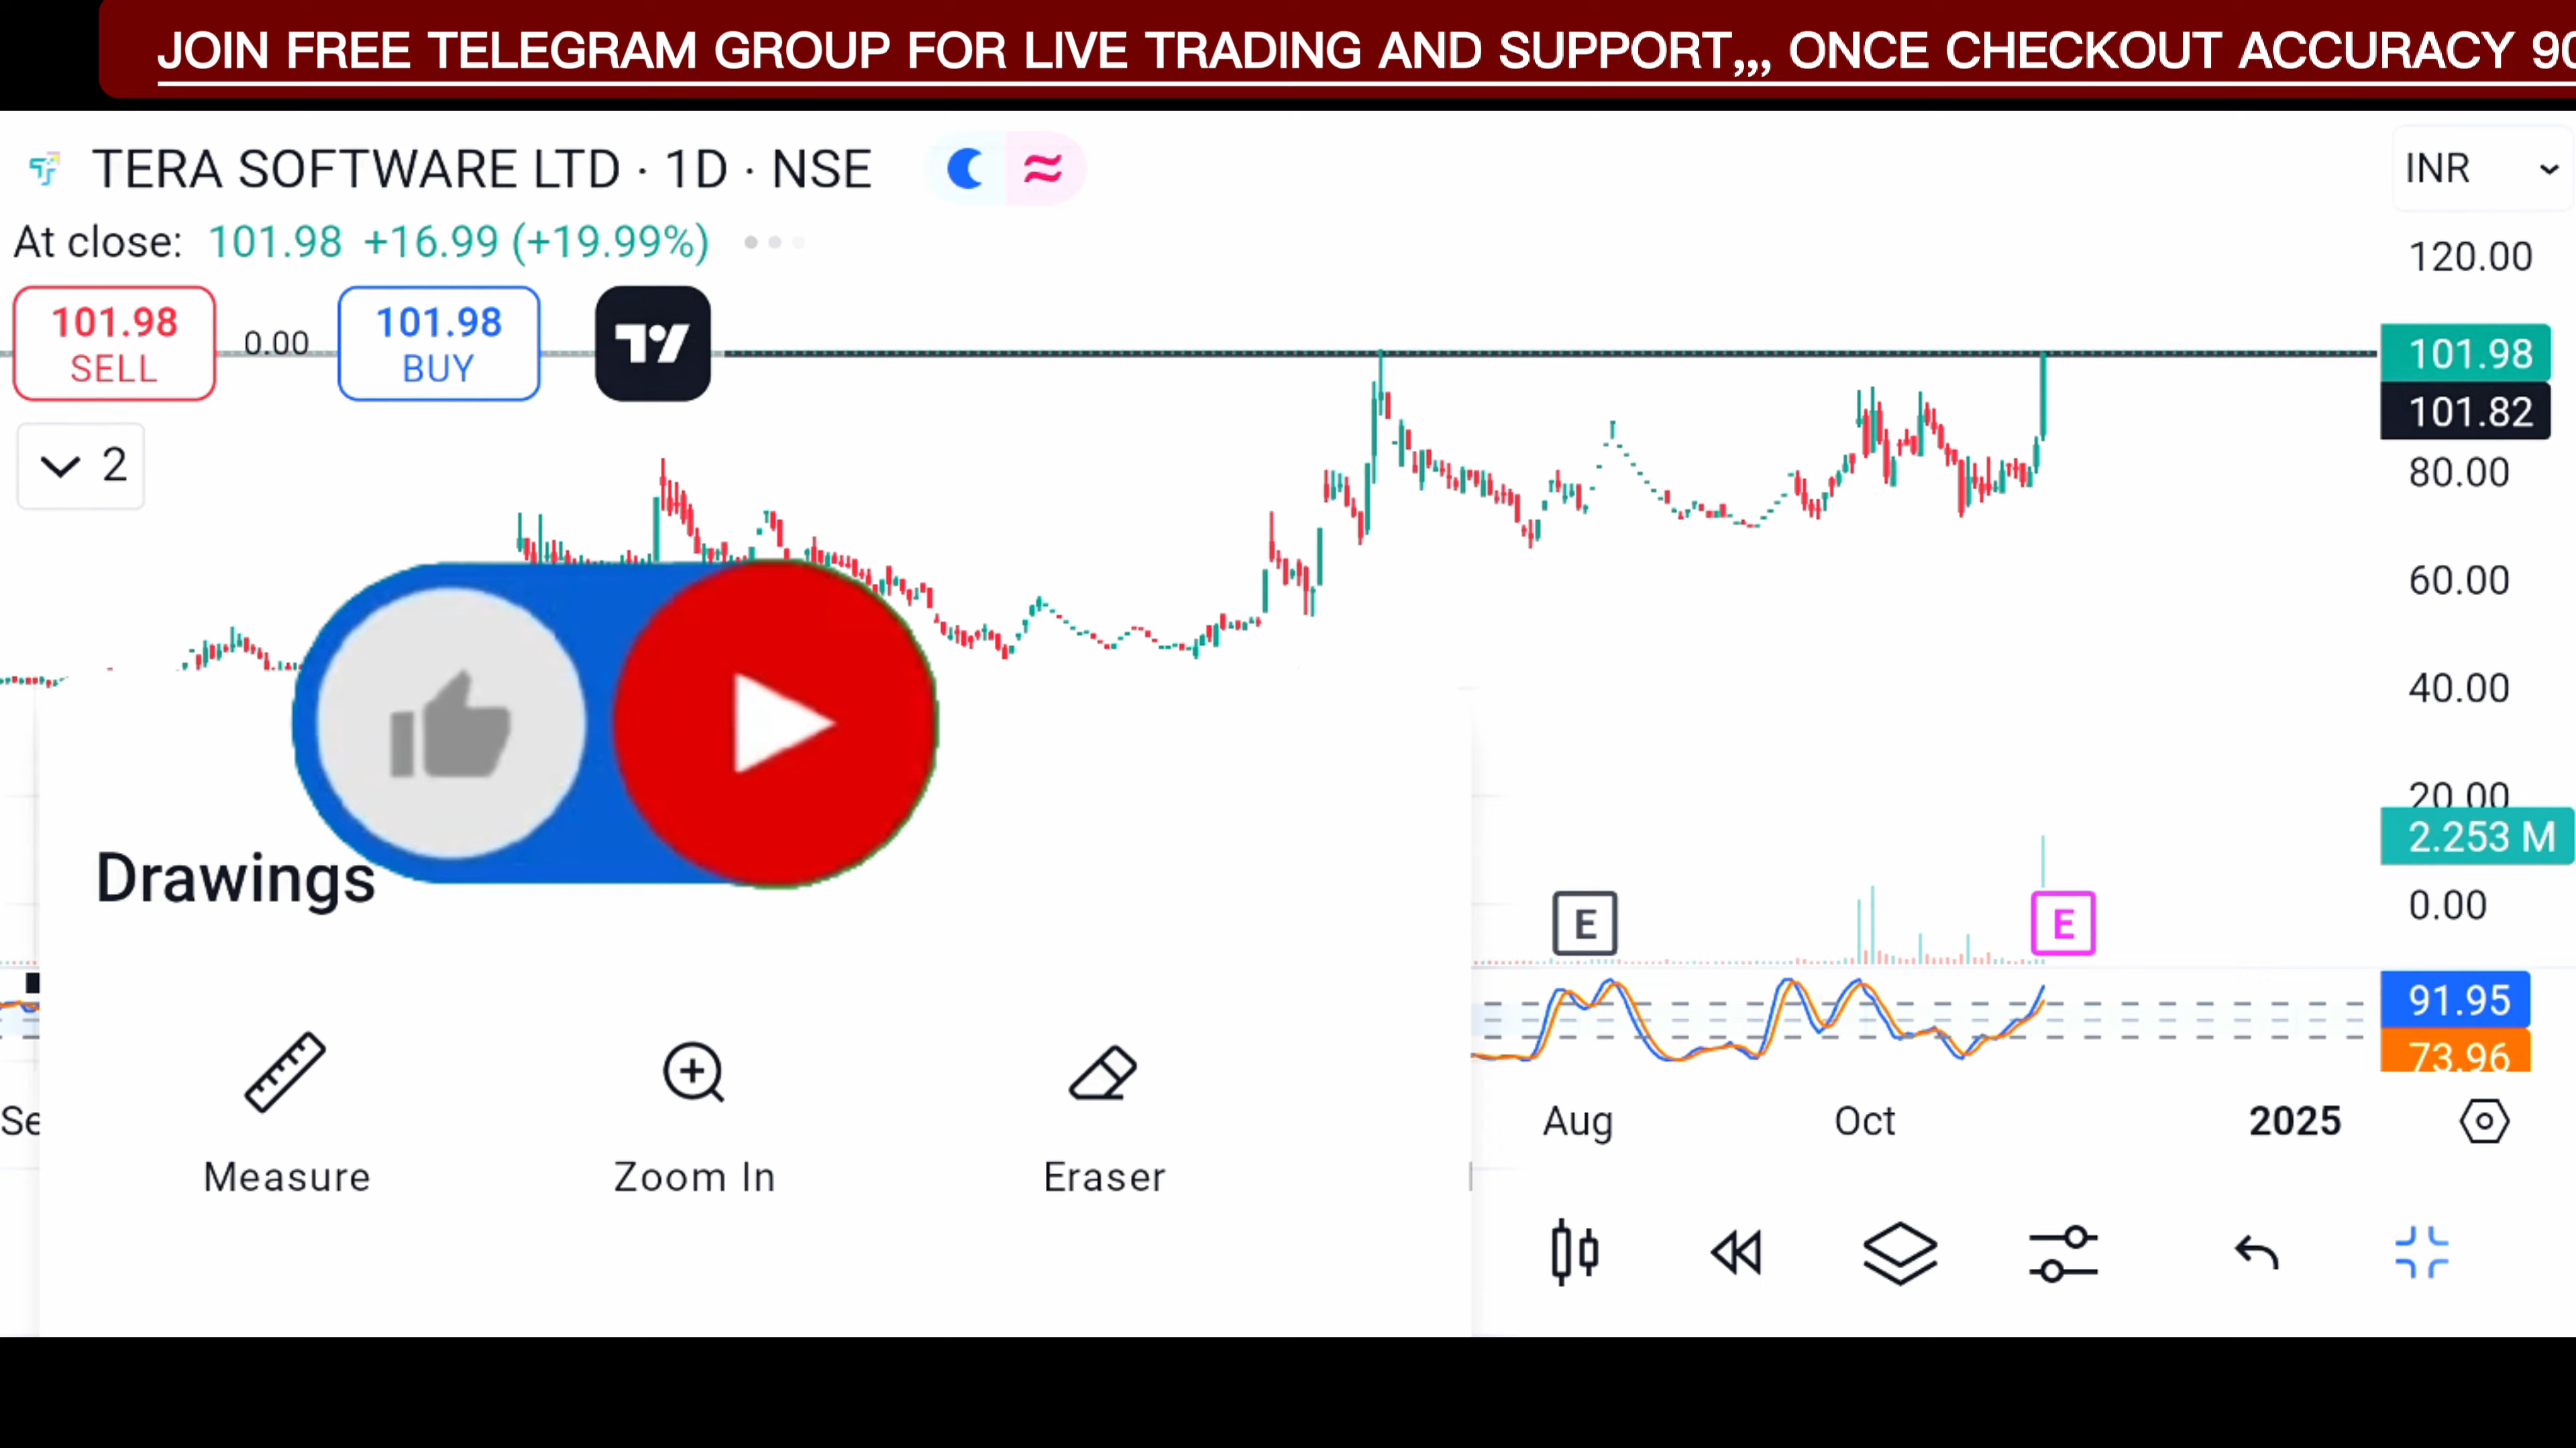 JOIN FREE TELEGRAM GROUP FOR LIVE TRADING AND SUPPORT,,, ONCE CHECKOUT ACCURACY 90
TERA SOFTWARE LTD · 1D · NSE
INR
At close: 101.98 +16.99 (+19.99%)
120.00
101.98
SELL
0.00
101.98
BUY
101.98
101.82
2
80.00
60.00
40.00
20.00
2.253 M
Drawings
E
E
0.00
91.95
73.96
Se
Aug
Oct
2025
Measure
Zoom In
Eraser